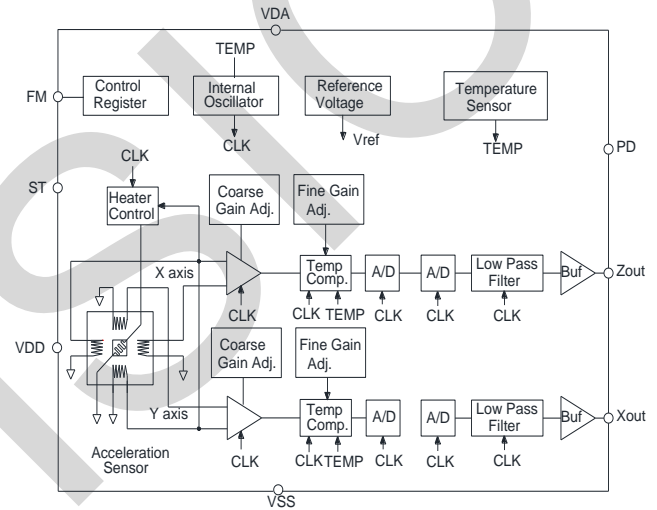 VDA
TEMP
FM
Control
Register
Internal
Oscillator
Reference
Voltage
Temperature
Sensor
CLK
Vref
TEMP
PD
CLK
ST
Heater
Control
Coarse
Gain Adj.
Fine Gain
Adj.
X axis
Temp
Comp.
A/D
A/D
Low Pass
Filter
Buf
Zout
CLK
CLK TEMP
CLK
CLK
CLK
VDD
Coarse
Gain Adj.
Fine Gain
Adj.
Y axis
Temp
Comp.
A/D
A/D
Low Pass
Filter
Buf
Xout
Acceleration
Sensor
CLK
CLKTEMP
CLK
CLK
CLK
VSS